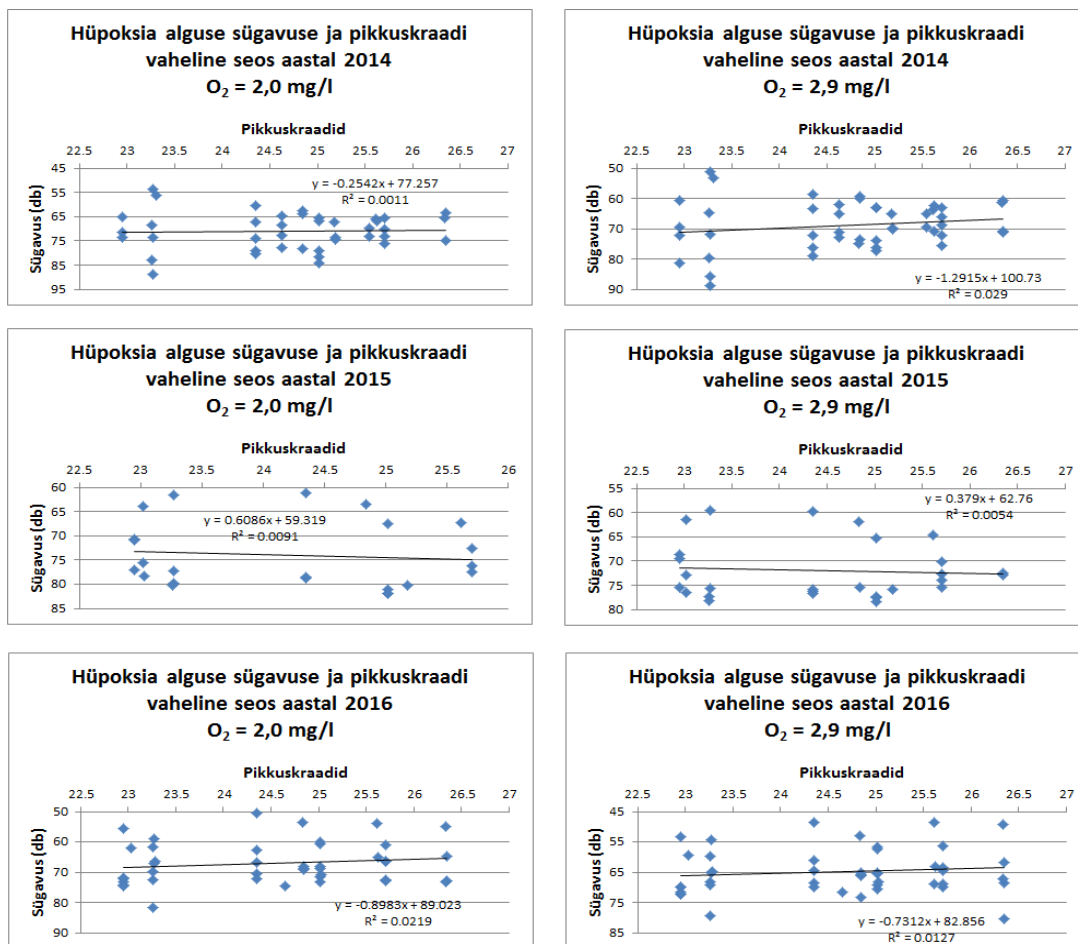 Hüpoksia alguse sügavuse ja pikkuskraadi
vaheline seos aastal 2014
O₂ = 2,0 mg/l
Pikkuskraadid
22.5 23 23.5 24 24.5 25 25.5 26 26.5 27
45
55
65
75
85
95
Sügavus (db)
y = -0.2542x + 77.257
R² = 0.0011
Hüpoksia alguse sügavuse ja pikkuskraadi
vaheline seos aastal 2014
O₂ = 2,9 mg/l
Pikkuskraadid
22.5 23 23.5 24 24.5 25 25.5 26 26.5 27
50
60
70
80
90
Sügavus (db)
y = -1.2915x + 100.73
R² = 0.029
Hüpoksia alguse sügavuse ja pikkuskraadi
vaheline seos aastal 2015
O₂ = 2,0 mg/l
Pikkuskraadid
22.5 23 23.5 24 24.5 25 25.5 26
60
65
70
75
80
85
Sügavus (db)
y = 0.6086x + 59.319
R² = 0.0091
Hüpoksia alguse sügavuse ja pikkuskraadi
vaheline seos aastal 2015
O₂ = 2,9 mg/l
Pikkuskraadid
22.5 23 23.5 24 24.5 25 25.5 26 26.5 27
55
60
65
70
75
80
Sügavus (db)
y = 0.379x + 62.76
R² = 0.0054
Hüpoksia alguse sügavuse ja pikkuskraadi
vaheline seos aastal 2016
O₂ = 2,0 mg/l
Pikkuskraadid
22.5 23 23.5 24 24.5 25 25.5 26 26.5 27
50
60
70
80
90
Sügavus (db)
y = -0.8983x + 89.023
R² = 0.0219
Hüpoksia alguse sügavuse ja pikkuskraadi
vaheline seos aastal 2016
O₂ = 2,9 mg/l
Pikkuskraadid
22.5 23 23.5 24 24.5 25 25.5 26 26.5 27
45
55
65
75
85
Sügavus (db)
y = -0.7312x + 82.856
R² = 0.0127